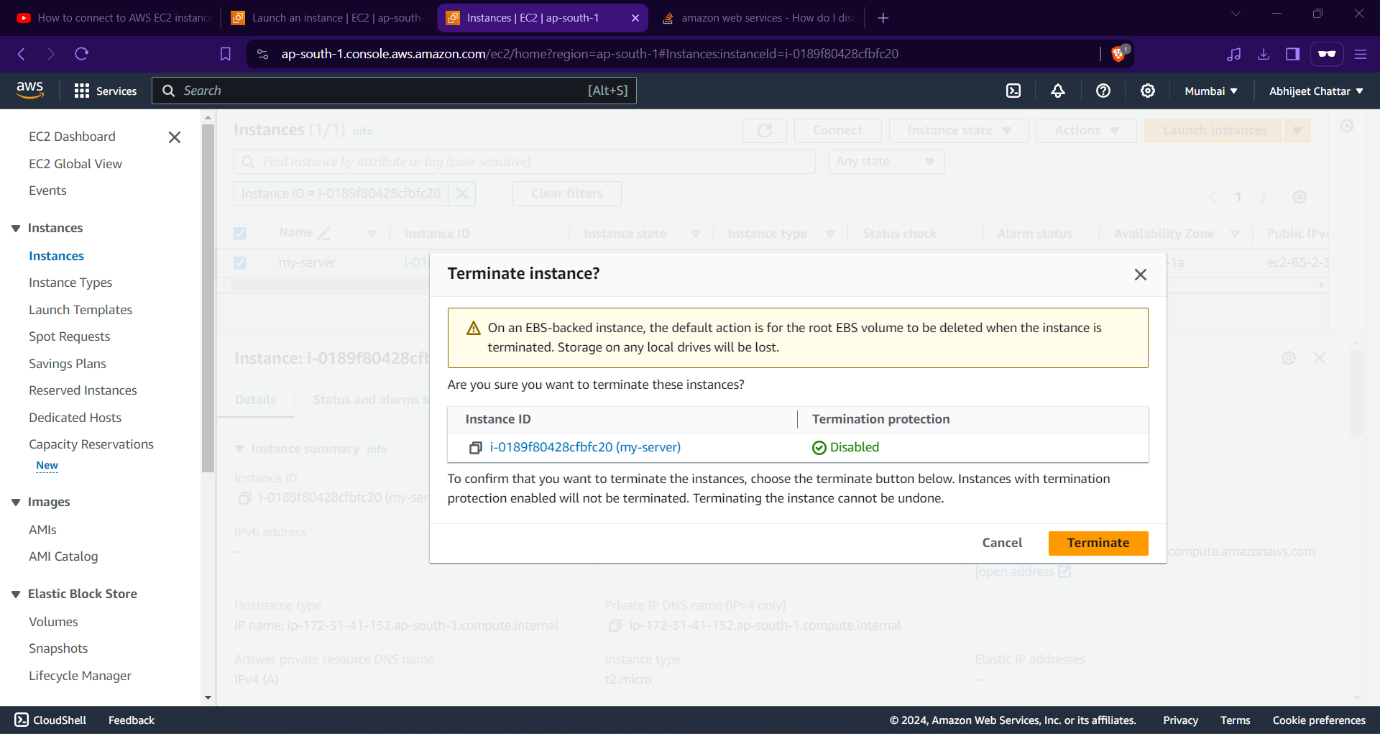 How to connect to AWS EC2 instance
Launch an instance | EC2 | ap-south-
Instances | EC2 | ap-south-1
amazon web services - How do I dis
ap-south-1.console.aws.amazon.com/ec2/home?region=ap-south-1#Instances:instanceId=i-0189f80428cfbfc20
1
aws
Services
Search
[Alt+S]
Mumbai
Abhijeet Chattar
EC2 Dashboard
EC2 Global View
Events
Instances
Instances
Instance Types
Launch Templates
Spot Requests
Savings Plans
Reserved Instances
Dedicated Hosts
Capacity Reservations
New
Images
AMIs
AMI Catalog
Elastic Block Store
Volumes
Snapshots
Lifecycle Manager
Instances (1/1) Info
Connect
Instance state
Actions
Launch instances
Find Instance by attribute or tag (case-sensitive)
Any state
Instance ID = i-0189f80428cfbfc20
Clear filters
1
Name
Instance ID
Instance state
Instance type
Status check
Alarm status
Availability Zone
Public IPv4
my-server
i-01
-1a
ec2-65-2-3
Terminate instance?
On an EBS-backed instance, the default action is for the root EBS volume to be deleted when the instance is
terminated. Storage on any local drives will be lost.
Are you sure you want to terminate these instances?
Instance ID
Termination protection
i-0189f80428cfbfc20 (my-server)
Disabled
To confirm that you want to terminate the instances, choose the terminate button below. Instances with termination
protection enabled will not be terminated. Terminating the instance cannot be undone.
Cancel
Terminate
Instance: i-0189f80428cfb
Details
Status and alarms N
Instance summary Info
Instance ID
i-0189f80428cfbfc20 (my-ser
IPv6 address
–
compute.amazonaws.com
|open address
Hostname type
IP name: ip-172-31-41-152.ap-south-1.compute.internal
Private IP DNS name (IPv4 only)
ip-172-31-41-152.ap-south-1.compute.internal
Answer private resource DNS name
IPv4 (A)
Instance type
t2.micro
Elastic IP addresses
–
CloudShell
Feedback
© 2024, Amazon Web Services, Inc. or its affiliates.
Privacy
Terms
Cookie preferences